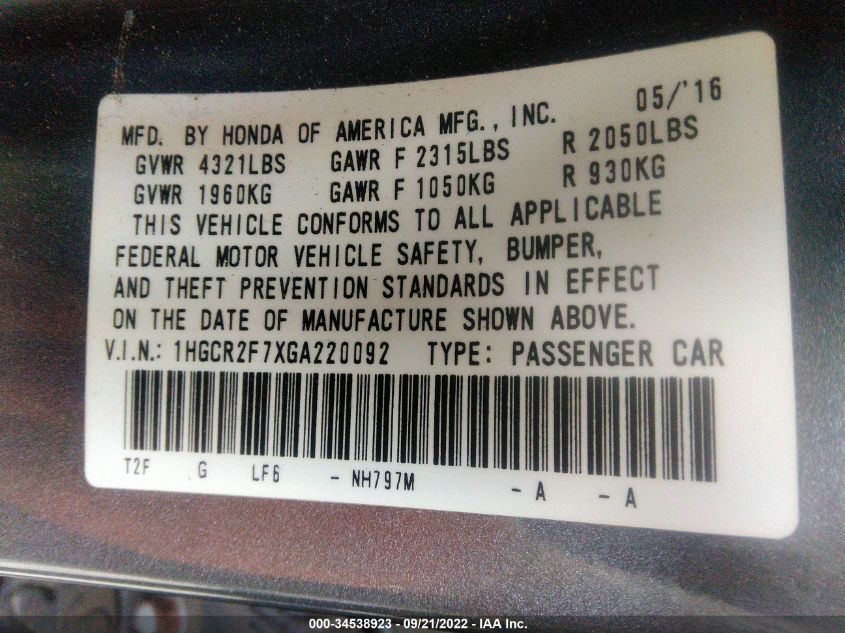 05/'16
MFD. BY HONDA OF AMERICA MFG., INC.
GVWR 4321LBS GAWR F 2315LBS R 2050LBS
GVWR 1960KG GAWR F 1050KG R 930KG
THIS VEHICLE CONFORMS TO ALL APPLICABLE
FEDERAL MOTOR VEHICLE SAFETY, BUMPER,
AND THEFT PREVENTION STANDARDS IN EFFECT
ON THE DATE OF MANUFACTURE SHOWN ABOVE.
V.I.N.: 1HGCR2F7XGA220092 TYPE: PASSENGER CAR
T2F G LF6 - NH797M - A - A
000-34538923 - 09/21/2022 - IAA Inc.